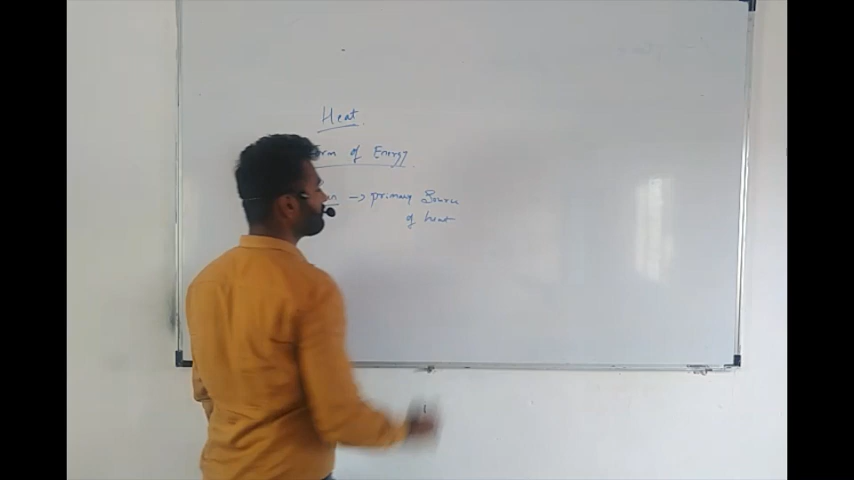 Heat
of Energy
→ primary Source
of heat